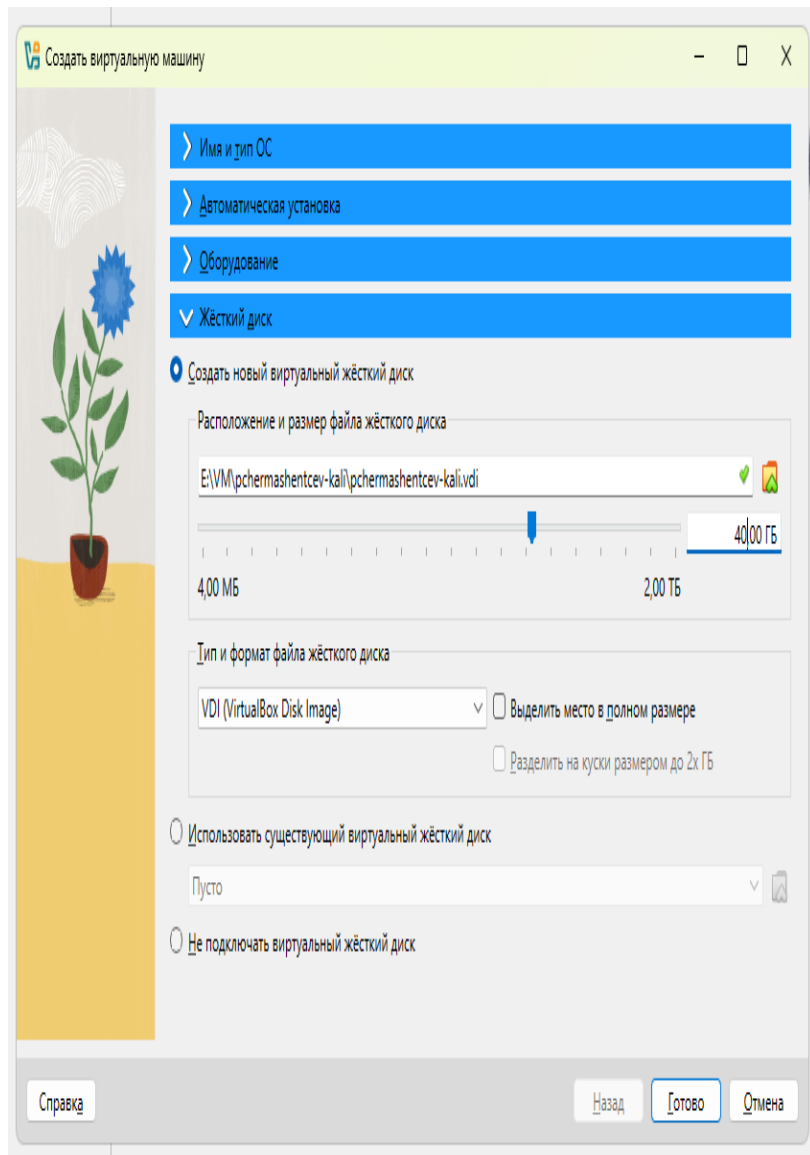 Создать виртуальную машину
Имя и тип ОС
Автоматическая установка
Оборудование
Жёсткий диск
Создать новый виртуальный жёсткий диск
Расположение и размер файла жёсткого диска
E:\VM\pchermashentcev-kali\pchermashentcev-kali.vdi
40,00 ГБ
4,00 МБ 2,00 ТБ
Тип и формат файла жёсткого диска
VDI (VirtualBox Disk Image) Выделить место в полном размере
Разделить на куски размером до 2х ГБ
Использовать существующий виртуальный жёсткий диск
Пусто
Не подключать виртуальный жёсткий диск
Справка Назад Готово Отмена